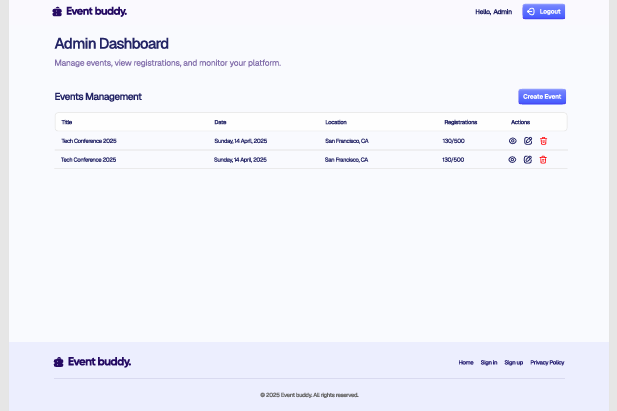 Event buddy.
Hello, Admin
Logout
Admin Dashboard
Manage events, view registrations, and monitor your platform.
Events Management
Create Event
Title Date Location Registrations Actions
Tech Conference 2025 Sunday, 14 April, 2025 San Francisco, CA 130/500
Tech Conference 2025 Sunday, 14 April, 2025 San Francisco, CA 130/500
Event buddy.
Home Sign in Sign up Privacy Policy
© 2025 Event buddy. All rights reserved.